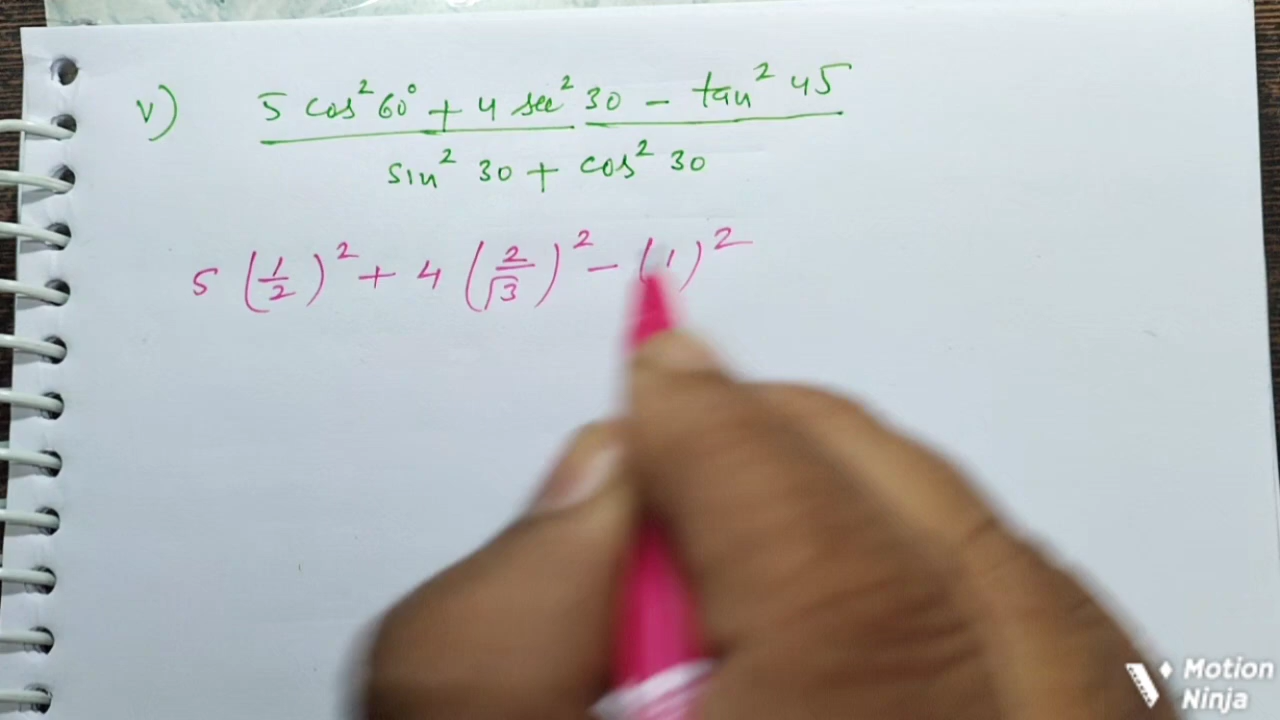 v) 5 cos² 60° + 4 sec² 30 - tan² 45
sin² 30 + cos² 30
5 (1/2)² + 4 (2/√3)² - (1)²
Motion
Ninja